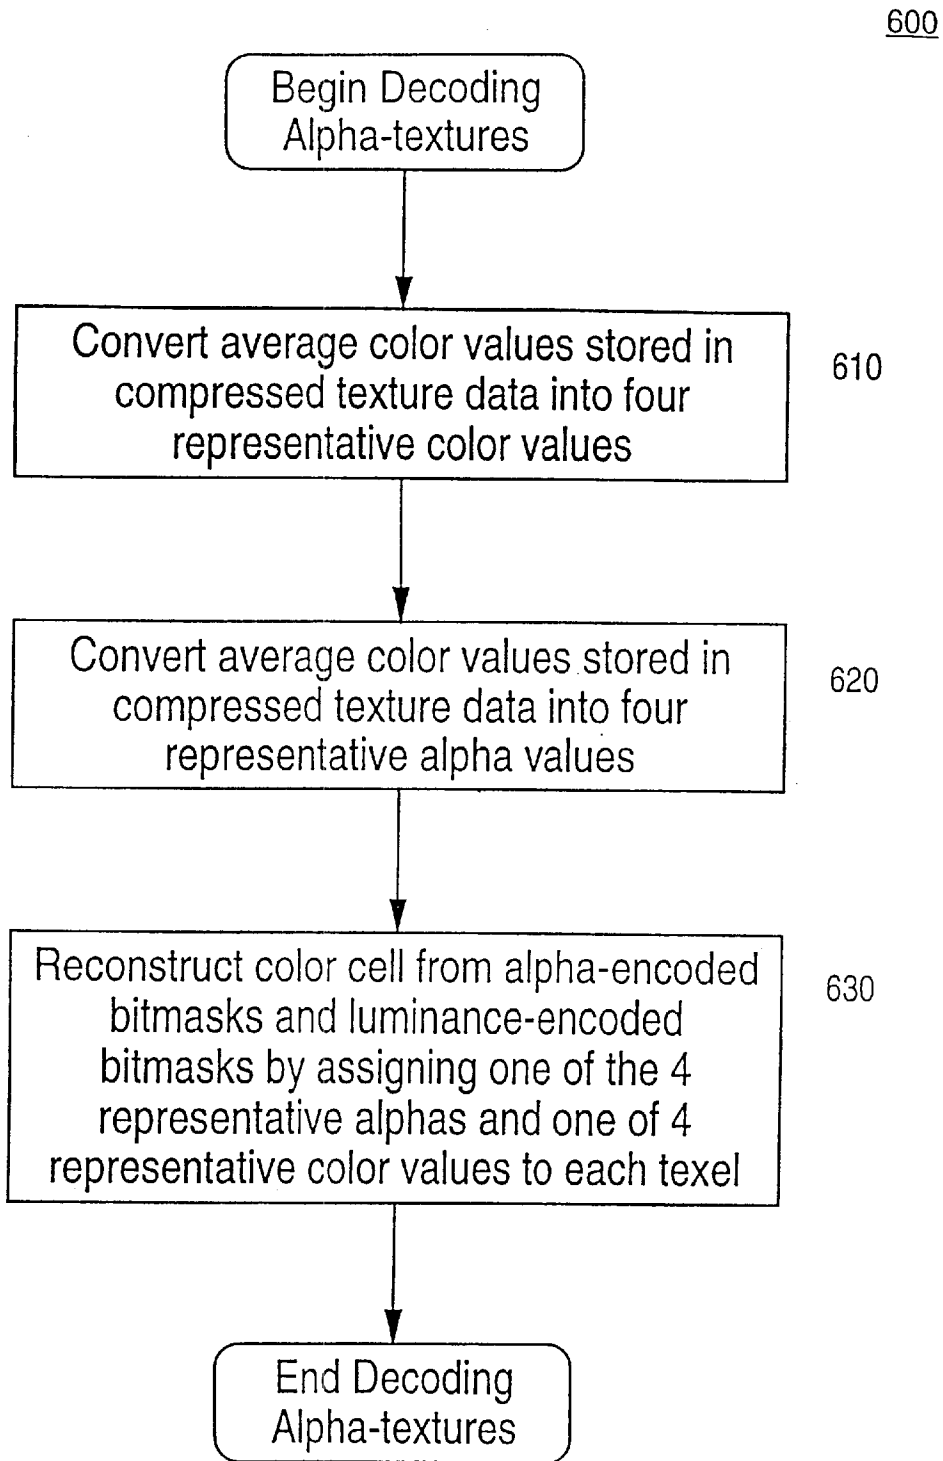 600
Begin Decoding
Alpha-textures
Convert average color values stored in
compressed texture data into four
representative color values
610
Convert average color values stored in
compressed texture data into four
representative alpha values
620
Reconstruct color cell from alpha-encoded
bitmasks and luminance-encoded
bitmasks by assigning one of the 4
representative alphas and one of 4
representative color values to each texel
630
End Decoding
Alpha-textures